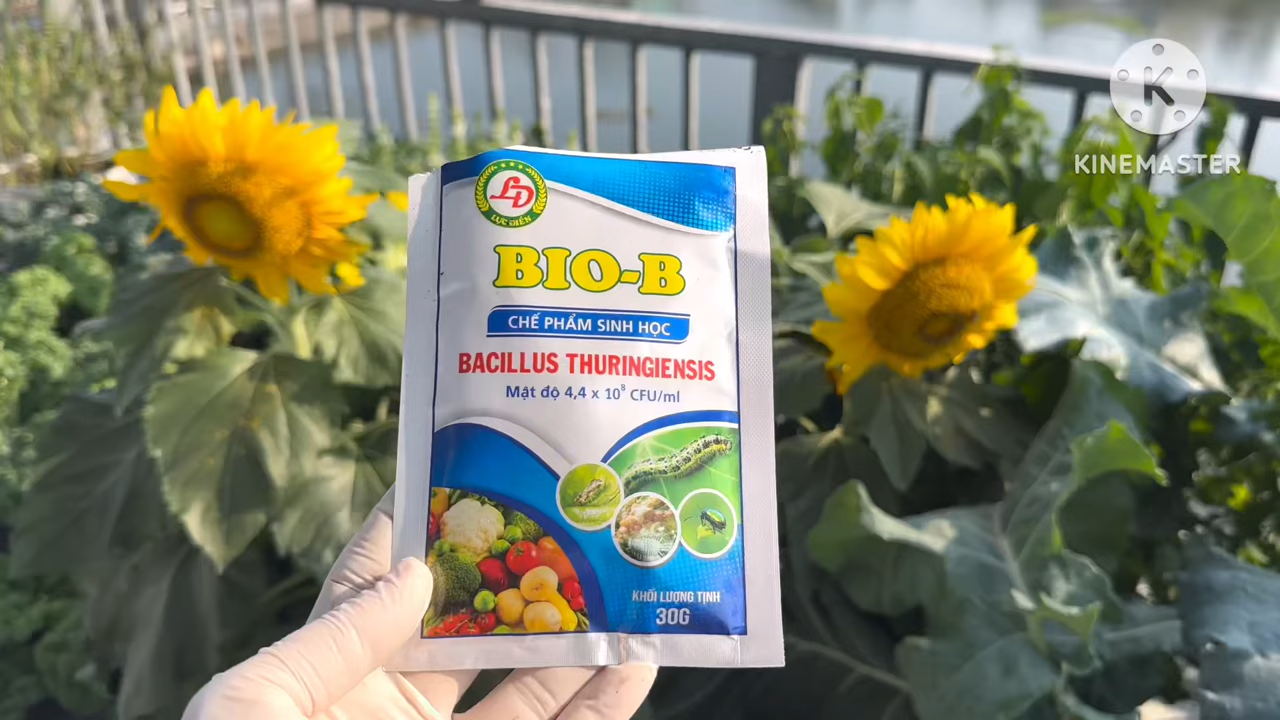 K
KINEMASTER
LD
LỰC ĐIỀN
BIO-B
CHẾ PHẨM SINH HỌC
BACILLUS THURINGIENSIS
Mật độ 4,4 x 10⁸ CFU/ml
KHỐI LƯỢNG TỊNH
30G